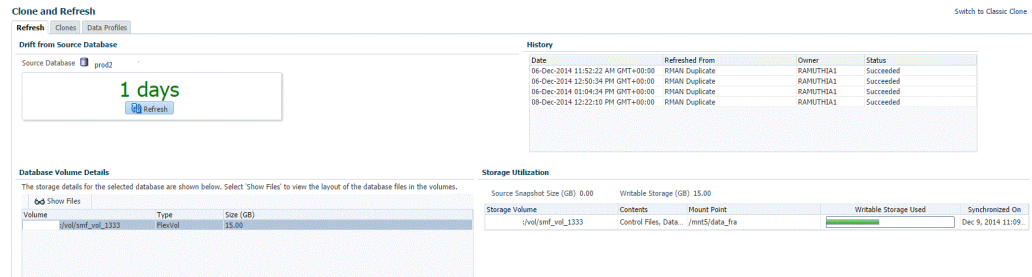 Clone and Refresh
Switch to Classic Clone
Refresh Clones Data Profiles
Drift from Source Database
Source Database prod2
1 days
Refresh
History
Date Refreshed From Owner Status
06-Dec-2014 11:52:22 AM GMT+00:00 RMAN Duplicate RAMUTHIA1 Succeeded
06-Dec-2014 12:50:34 PM GMT+00:00 RMAN Duplicate RAMUTHIA1 Succeeded
06-Dec-2014 01:04:34 PM GMT+00:00 RMAN Duplicate RAMUTHIA1 Succeeded
08-Dec-2014 12:22:10 PM GMT+00:00 RMAN Duplicate RAMUTHIA1 Succeeded
Database Volume Details
The storage details for the selected database are shown below. Select 'Show Files' to view the layout of the database files in the volumes.
Show Files
Volume Type Size (GB)
:/vol/smf_vol_1333 FlexVol 15.00
Storage Utilization
Source Snapshot Size (GB) 0.00 Writable Storage (GB) 15.00
Storage Volume Contents Mount Point Writable Storage Used Synchronized On
:/vol/smf_vol_1333 Control Files, Data... /mnt5/data_fra Dec 9, 2014 11:09...